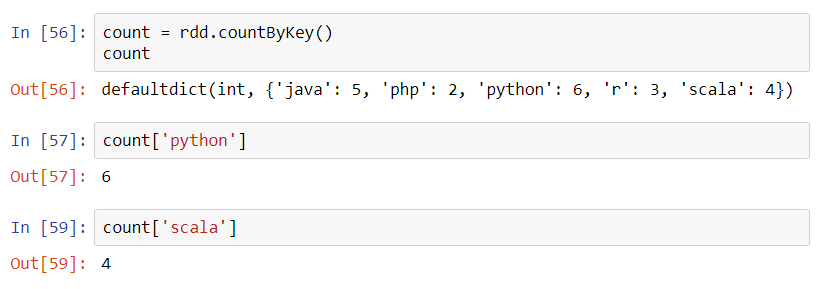 In [56]: count = rdd.countByKey()
count
Out[56]: defaultdict(int, {'java': 5, 'php': 2, 'python': 6, 'r': 3, 'scala': 4})
In [57]: count['python']
Out[57]: 6
In [59]: count['scala']
Out[59]: 4